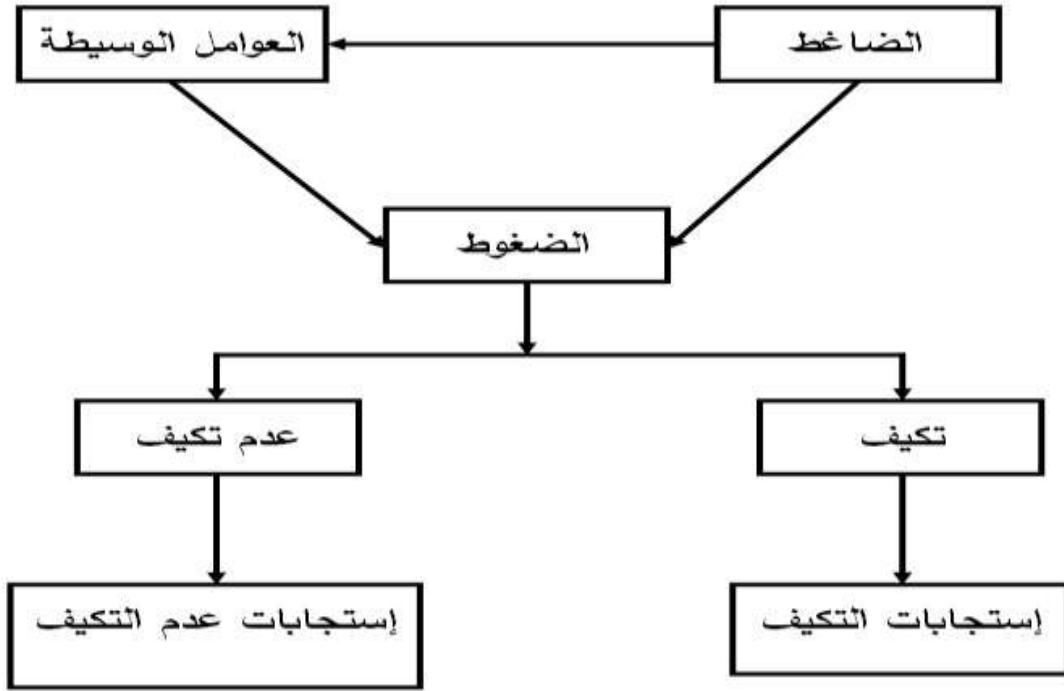 الضاغط
العوامل الوسيطة
الضغوط
تكيف
عدم تكيف
إستجابات التكيف
إستجابات عدم التكيف